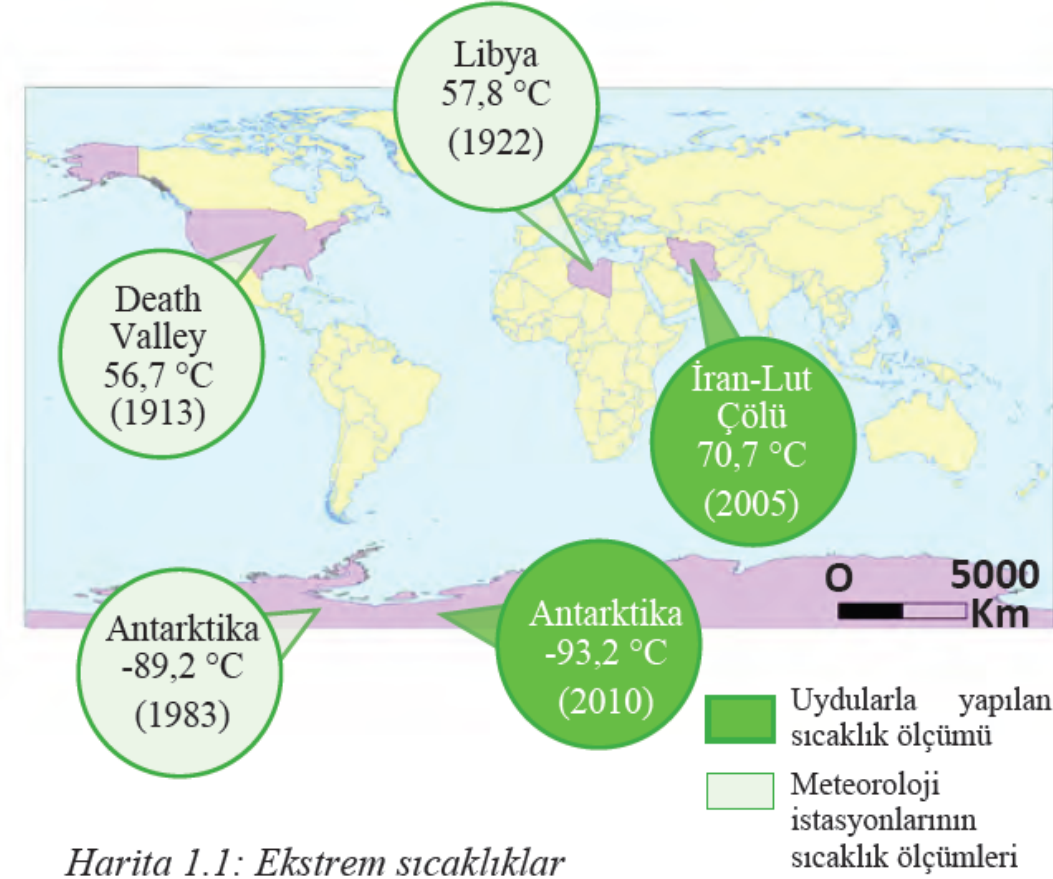 Libya
57,8 °C
(1922)
Death
Valley
56,7 °C
(1913)
İran-Lut
Çölü
70,7 °C
(2005)
Antarktika
-89,2 °C
(1983)
Antarktika
-93,2 °C
(2010)
O 5000
Km
Uydularla yapılan
sıcaklık ölçümü
Meteoroloji
istasyonlarının
sıcaklık ölçümleri
Harita 1.1: Ekstrem sıcaklıklar